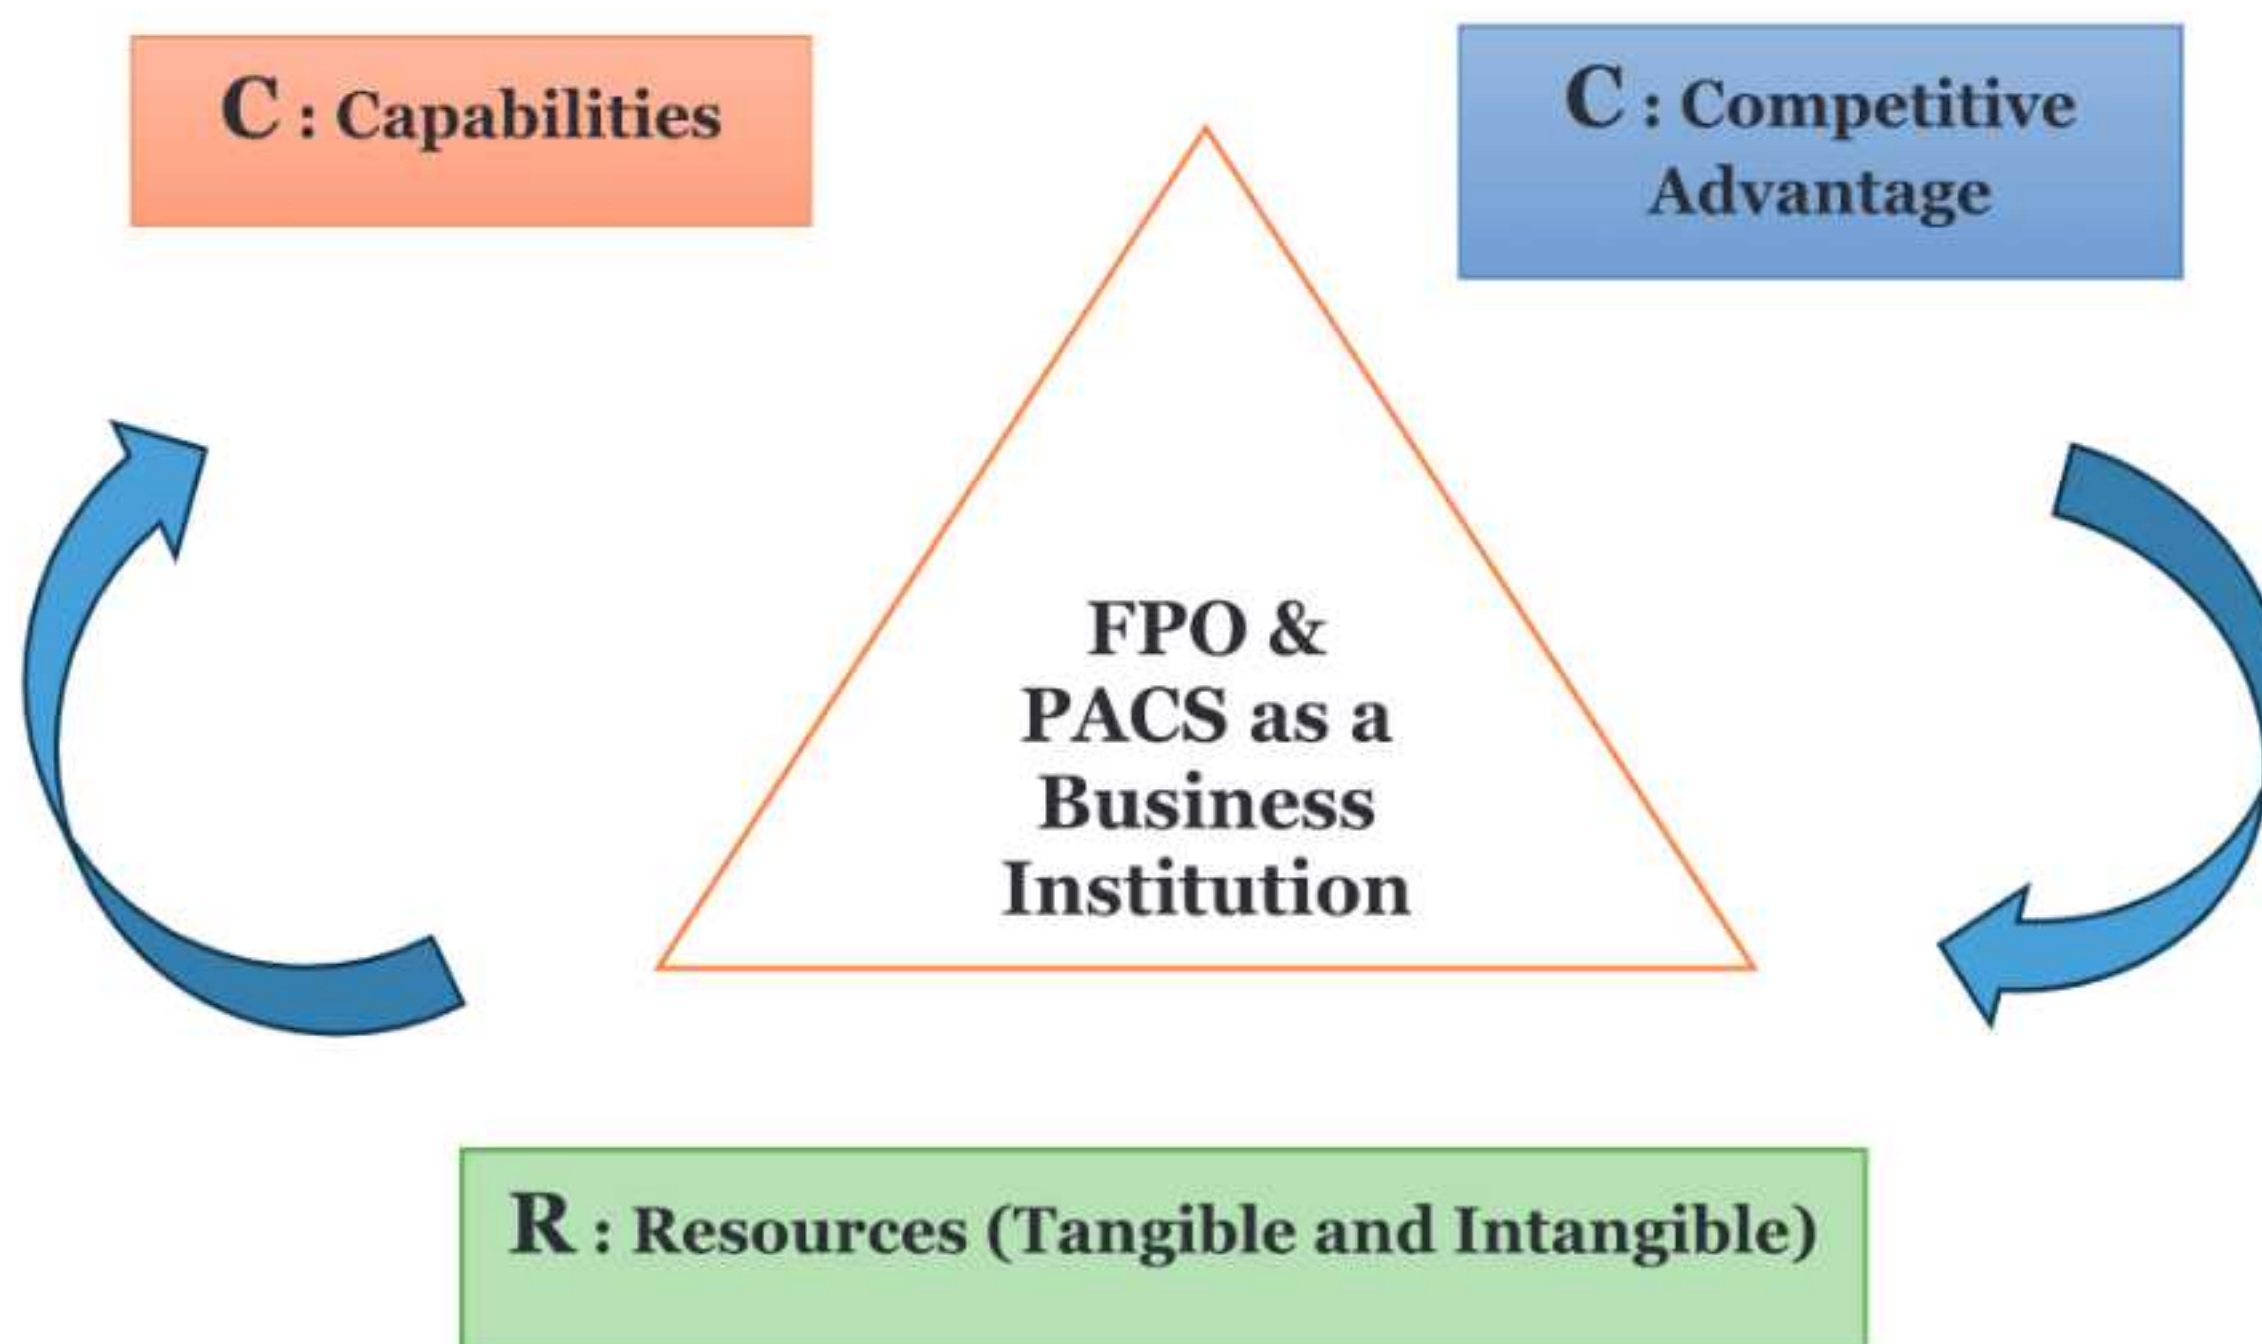 C : Capabilities
C : Competitive
Advantage
FPO &
PACS as a
Business
Institution
R : Resources (Tangible and Intangible)